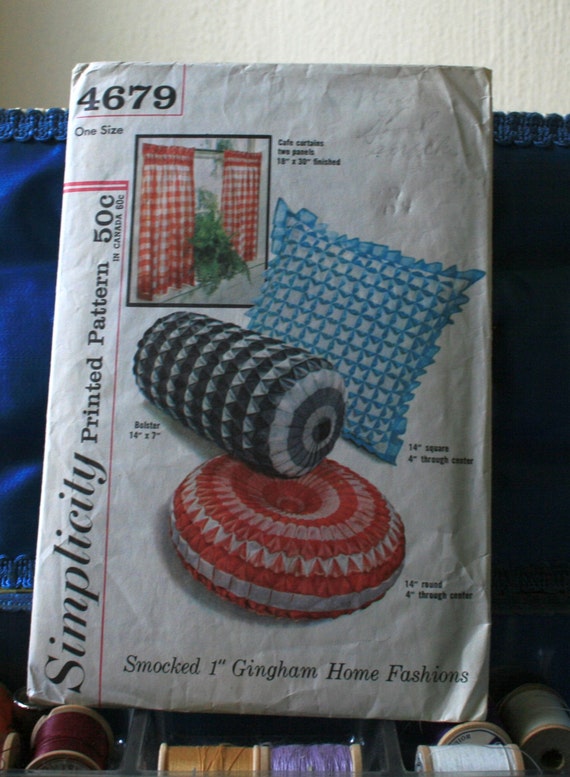 4679
One Size
Cafe curtains
two panels
18" x 30" finished
Simplicity Printed Pattern 50c
IN CANADA 60c
Bolster
14" x 7"
14" square
4" through center
14" round
4" through center
Smocked 1" Gingham Home Fashions